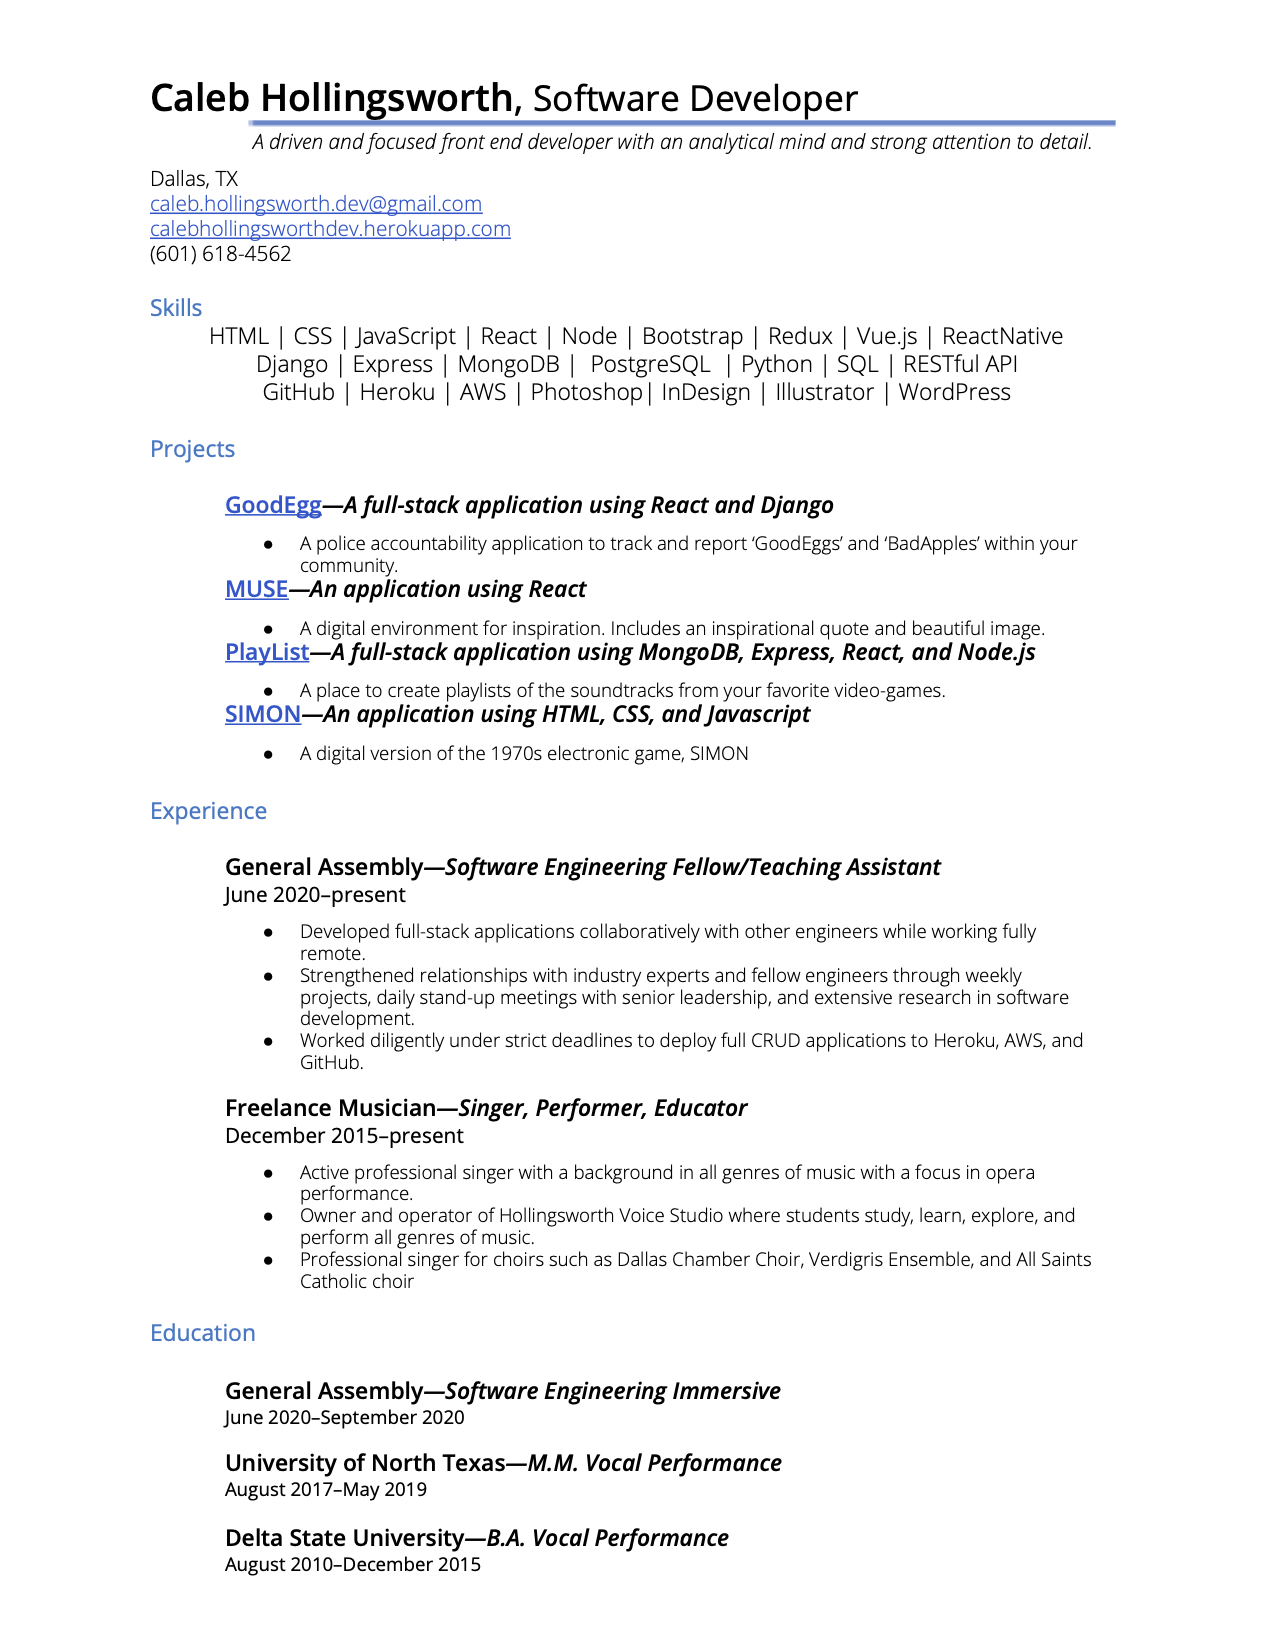 Caleb Hollingsworth, Software Developer
A driven and focused front end developer with an analytical mind and strong attention to detail.
Dallas, TX
caleb.hollingsworth.dev@gmail.com
calebhollingsworthdev.herokuapp.com
(601) 618-4562
Skills
HTML | CSS | JavaScript | React | Node | Bootstrap | Redux | Vue.js | ReactNative
Django | Express | MongoDB |  PostgreSQL  | Python | SQL | RESTful API
GitHub | Heroku | AWS | Photoshop| InDesign | Illustrator | WordPress
Projects
GoodEgg—A full-stack application using React and Django
● A police accountability application to track and report ‘GoodEggs’ and ‘BadApples’ within your
community.
MUSE—An application using React
● A digital environment for inspiration. Includes an inspirational quote and beautiful image.
PlayList—A full-stack application using MongoDB, Express, React, and Node.js
● A place to create playlists of the soundtracks from your favorite video-games.
SIMON—An application using HTML, CSS, and Javascript
● A digital version of the 1970s electronic game, SIMON
Experience
General Assembly—Software Engineering Fellow/Teaching Assistant
June 2020–present
● Developed full-stack applications collaboratively with other engineers while working fully
remote.
● Strengthened relationships with industry experts and fellow engineers through weekly
projects, daily stand-up meetings with senior leadership, and extensive research in software
development.
● Worked diligently under strict deadlines to deploy full CRUD applications to Heroku, AWS, and
GitHub.
Freelance Musician—Singer, Performer, Educator
December 2015–present
● Active professional singer with a background in all genres of music with a focus in opera
performance.
● Owner and operator of Hollingsworth Voice Studio where students study, learn, explore, and
perform all genres of music.
● Professional singer for choirs such as Dallas Chamber Choir, Verdigris Ensemble, and All Saints
Catholic choir
Education
General Assembly—Software Engineering Immersive
June 2020–September 2020
University of North Texas—M.M. Vocal Performance
August 2017–May 2019
Delta State University—B.A. Vocal Performance
August 2010–December 2015